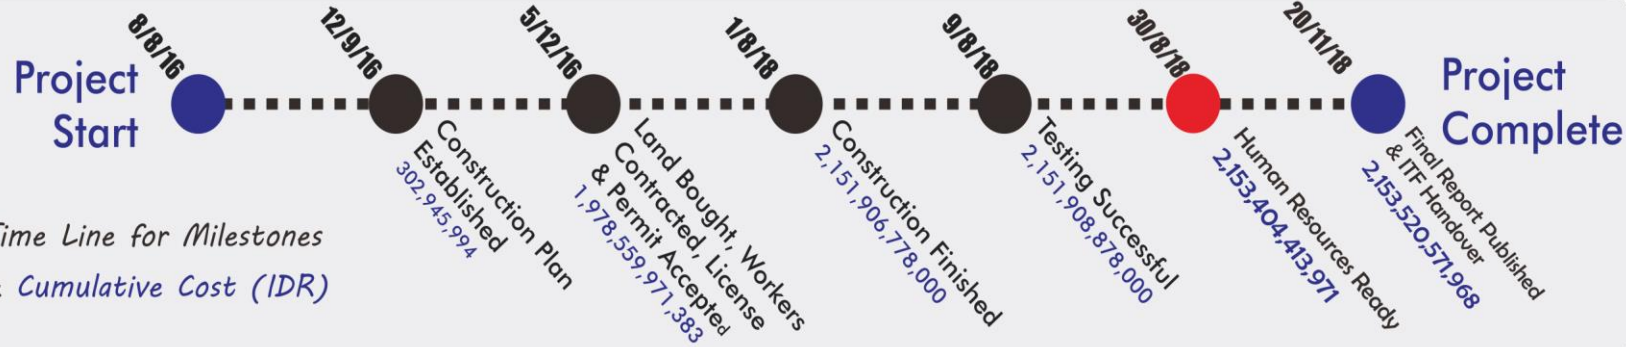 8/8/16
12/9/16
5/12/16
1/8/18
9/8/18
30/8/18
20/11/18
Project
Start
Construction Plan
Established
302,945,994
Land Bought, Workers
Contracted, License
& Permit Accepted
1,978,559,971,383
Construction Finished
2,151,906,778,000
Testing Successful
2,151,908,878,000
Human Resources Ready
2,153,404,413,971
Final Report Published
& ITF Handover
2,153,520,571,968
Project
Complete
Time Line for Milestones
Cumulative Cost (IDR)